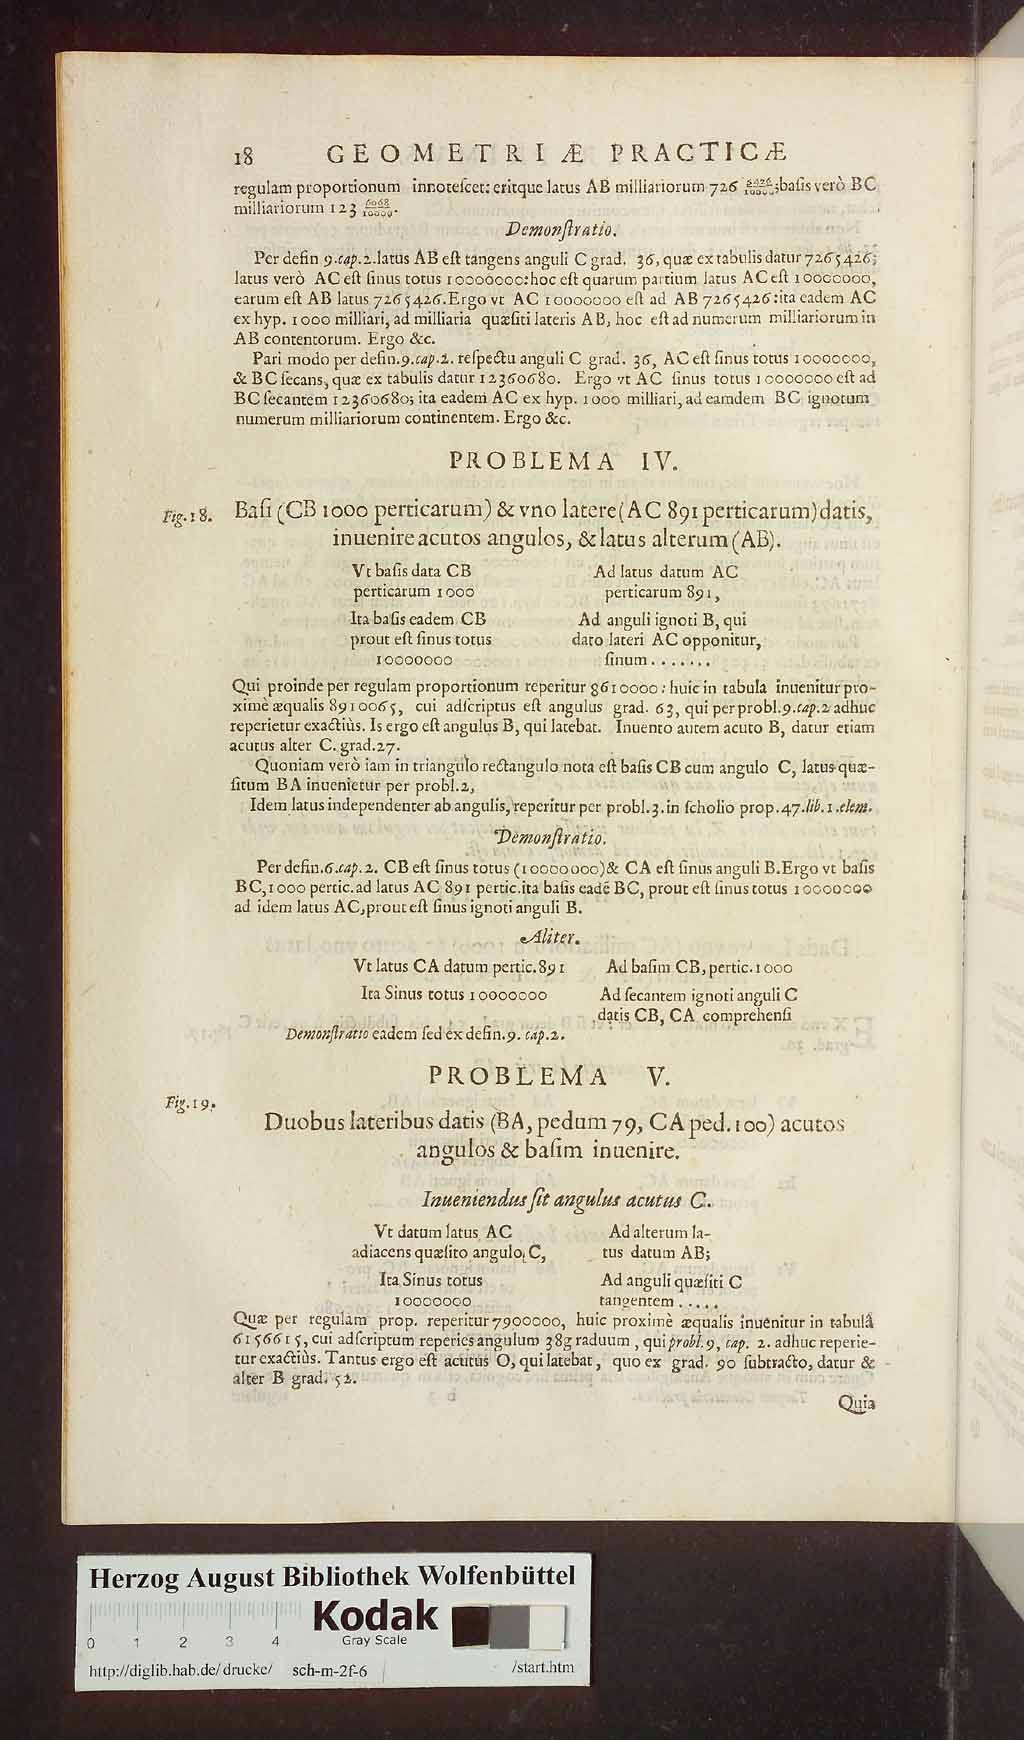 18 GEOMETRIÆ PRACTICÆ
regulam proportionum innoteſcet: eritque latus AB milliariorum 726 ;baſis verò BC
milliariorum 123 6068/10000.
Demonſtratio.
Per defin 9.cap.2.latus AB eſt tangens anguli C grad. 36, quæ ex tabulis datur 7265426;
latus verò AC eſt ſinus totus 10000000:hoc eſt quarum partium latus AC eſt 10000000,
earum eſt AB latus 7265426.Ergo vt AC 10000000 eſt ad AB 7265426:ita eadem AC
ex hyp. 1000 milliari, ad milliaria quæſiti lateris AB, hoc eſt ad numerum milliariorum in
AB contentorum. Ergo &c.
Pari modo per defin.9.cap.2. reſpectu anguli C grad. 36, AC eſt ſinus totus 10000000,
& BC ſecans, quæ ex tabulis datur 12360680. Ergo vt AC ſinus totus 10000000 eſt ad
BC ſecantem 12360680; ita eadem AC ex hyp. 1000 milliari, ad eamdem BC ignotum
numerum milliariorum continentem. Ergo &c.
PROBLEMA IV.
Fig.18. Baſi (CB 1000 perticarum) & vno latere (AC 891 perticarum) datis,
inuenire acutos angulos, & latus alterum (AB).
Vt baſis data CB Ad latus datum AC
perticarum 1000 perticarum 891,
Ita baſis eadem CB Ad anguli ignoti B, qui
prout eſt ſinus totus dato lateri AC opponitur,
10000000 ſinum . . . . . . .
Qui proinde per regulam proportionum reperitur 8610000: huic in tabula inuenitur pro-
ximè æqualis 8910065, cui adſcriptus eſt angulus grad. 63, qui per probl.9.cap.2 adhuc
reperietur exactiùs. Is ergo eſt angulus B, qui latebat. Inuento autem acuto B, datur etiam
acutus alter C. grad.27.
Quoniam verò iam in triangulo rectangulo nota eſt baſis CB cum angulo C, latus quæ-
ſitum BA inuenietur per probl.2,
Idem latus independenter ab angulis, reperitur per probl.3.in ſcholio prop.47.lib.1.elem.
Demonſtratio.
Per defin.6.cap.2. CB eſt ſinus totus (10000000)& CA eſt ſinus anguli B.Ergo vt baſis
BC,1000 pertic.ad latus AC 891 pertic.ita baſis eadē BC, prout eſt ſinus totus 10000000
ad idem latus AC,prout eſt ſinus ignoti anguli B.
Aliter.
Vt latus CA datum pertic.891 Ad baſim CB, pertic.1000
Ita Sinus totus 10000000 Ad ſecantem ignoti anguli C
datis CB, CA comprehenſi
Demonſtratio eadem ſed ex defin.9. cap.2.
PROBLEMA V.
Fig.19.
Duobus lateribus datis (BA, pedum 79, CA ped.100) acutos
angulos & baſim inuenire.
Inueniendus ſit angulus acutus C.
Vt datum latus AC Ad alterum la-
adiacens quæſito angulo C, tus datum AB;
Ita Sinus totus Ad anguli quæſiti C
10000000 tangentem . . . . .
Quæ per regulam prop. reperitur 7900000, huic proximè æqualis inuenitur in tabulâ
6156615, cui adſcriptum reperies angulum 38graduum, qui probl.9, cap. 2. adhuc reperie-
tur exactiùs. Tantus ergo eſt acutus O, qui latebat, quo ex grad. 90 ſubtracto, datur &
alter B grad. 52.
Quia
Herzog August Bibliothek Wolfenbüttel
Kodak
0 1 2 3 4 Gray Scale
http://diglib.hab.de/drucke/ sch-m-2f-6 /start.htm